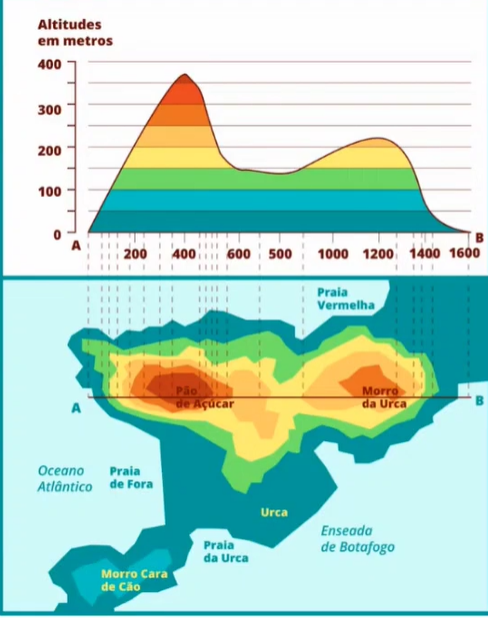 Altitudes
em metros
400
300
200
100
0
A
B
200 400 600 500 1000 1200 1400 1600
Praia
Vermelha
Pão
de Açúcar
Morro
da Urca
A
B
Oceano
Atlântico
Praia
de Fora
Urca
Enseada
de Botafogo
Praia
da Urca
Morro Cara
de Cão